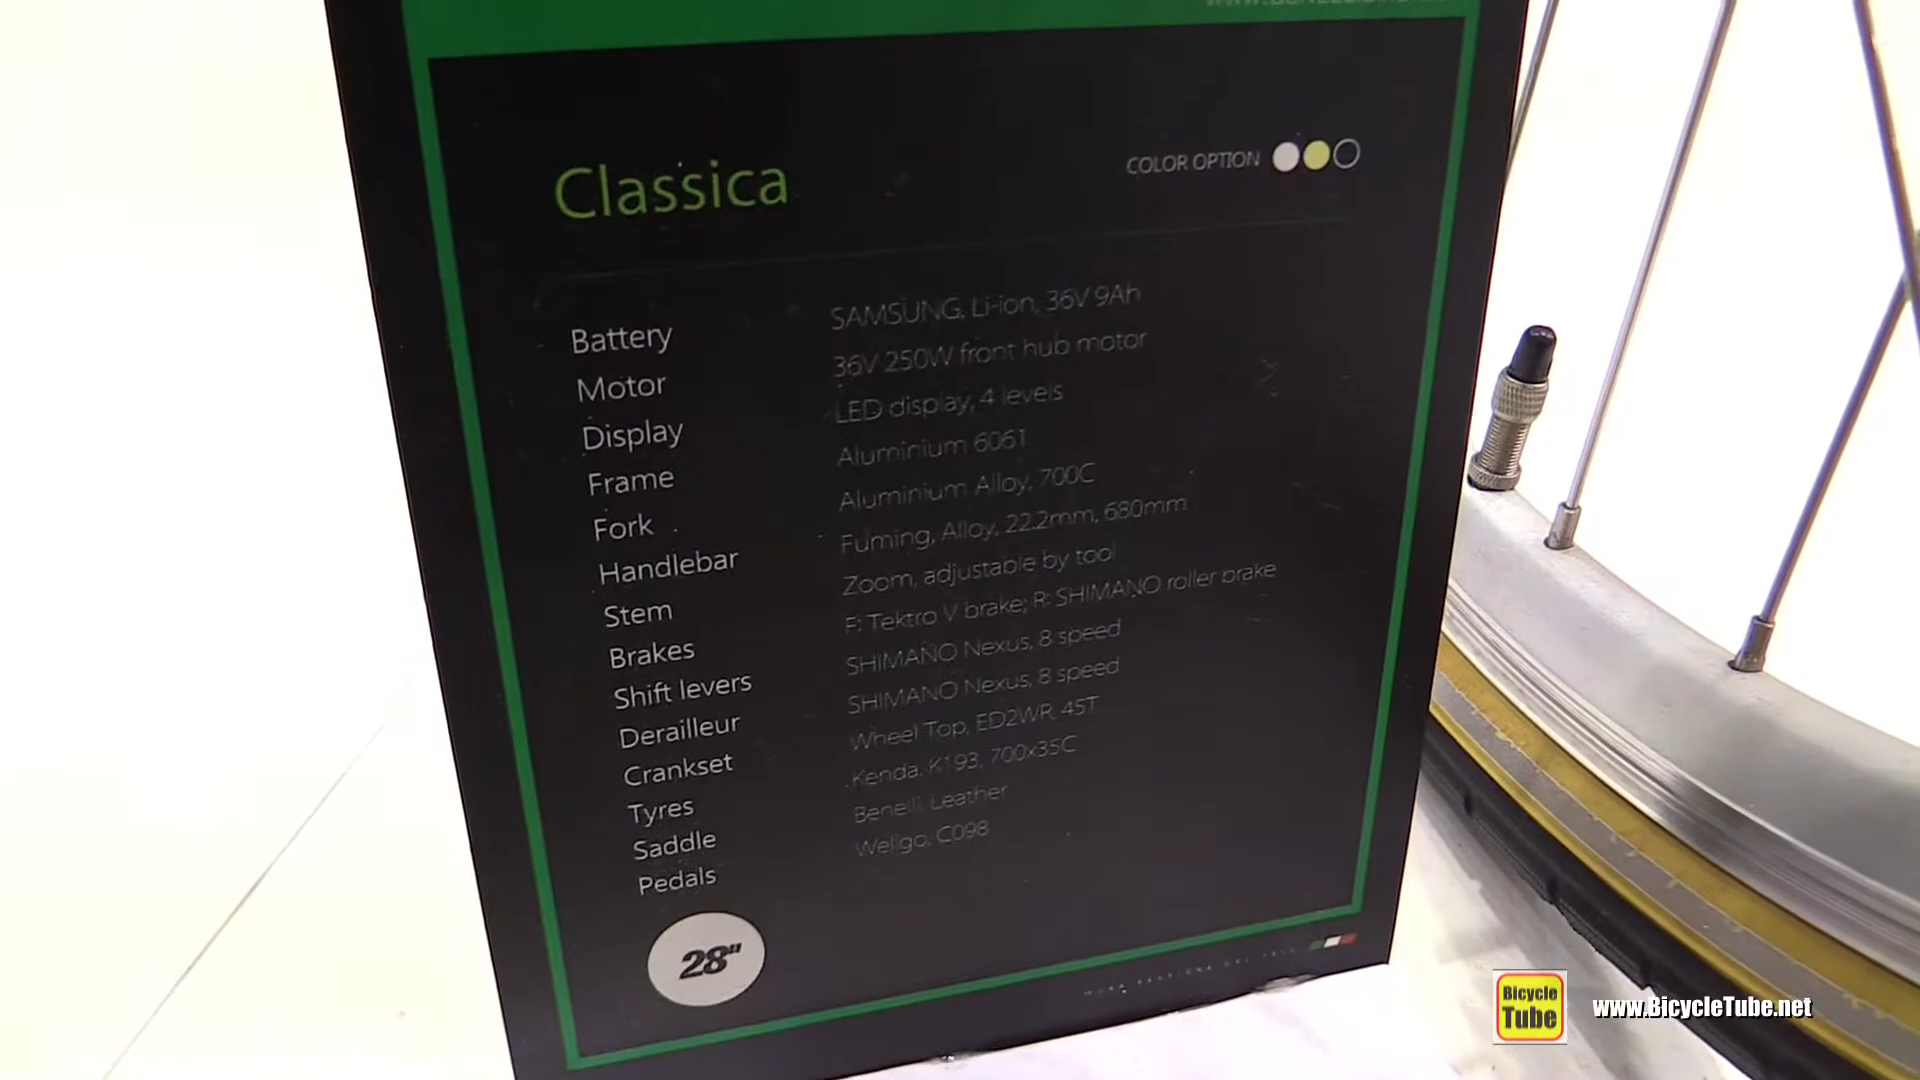 Classica
COLOR OPTION
Battery SAMSUNG, Li-ion, 36V 9Ah
Motor 36V 250W front hub motor
Display LED display, 4 levels
Frame Aluminium 6061
Fork Aluminium Alloy, 700C
Handlebar Fuming, Alloy, 22.2mm, 680mm
Stem Zoom, adjustable by tool
Brakes F: Tektro V brake; R: SHIMANO roller brake
Shift levers SHIMANO Nexus, 8 speed
Derailleur SHIMANO Nexus, 8 speed
Crankset Wheel Top, ED2WR, 45T
Tyres Kenda, K193, 700x35C
Saddle Benelli, Leather
Pedals Wellgo, C098
28"
Bicycle
Tube
www.BicycleTube.net